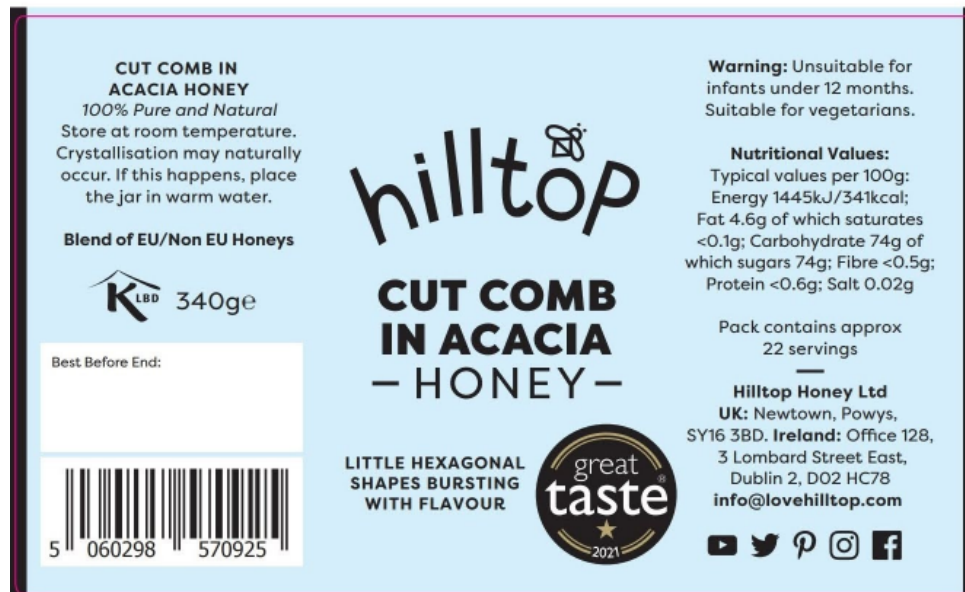 CUT COMB IN
ACACIA HONEY
100% Pure and Natural
Store at room temperature.
Crystallisation may naturally
occur. If this happens, place
the jar in warm water.
Blend of EU/Non EU Honeys
KLBD 340g℮
Best Before End:
5 060298 570925
hilltop
CUT COMB
IN ACACIA
– HONEY –
LITTLE HEXAGONAL
SHAPES BURSTING
WITH FLAVOUR
great
taste®
2021
Warning: Unsuitable for
infants under 12 months.
Suitable for vegetarians.
Nutritional Values:
Typical values per 100g:
Energy 1445kJ/341kcal;
Fat 4.6g of which saturates
<0.1g; Carbohydrate 74g of
which sugars 74g; Fibre <0.5g;
Protein <0.6g; Salt 0.02g
Pack contains approx
22 servings
Hilltop Honey Ltd
UK: Newtown, Powys,
SY16 3BD. Ireland: Office 128,
3 Lombard Street East,
Dublin 2, D02 HC78
info@lovehilltop.com